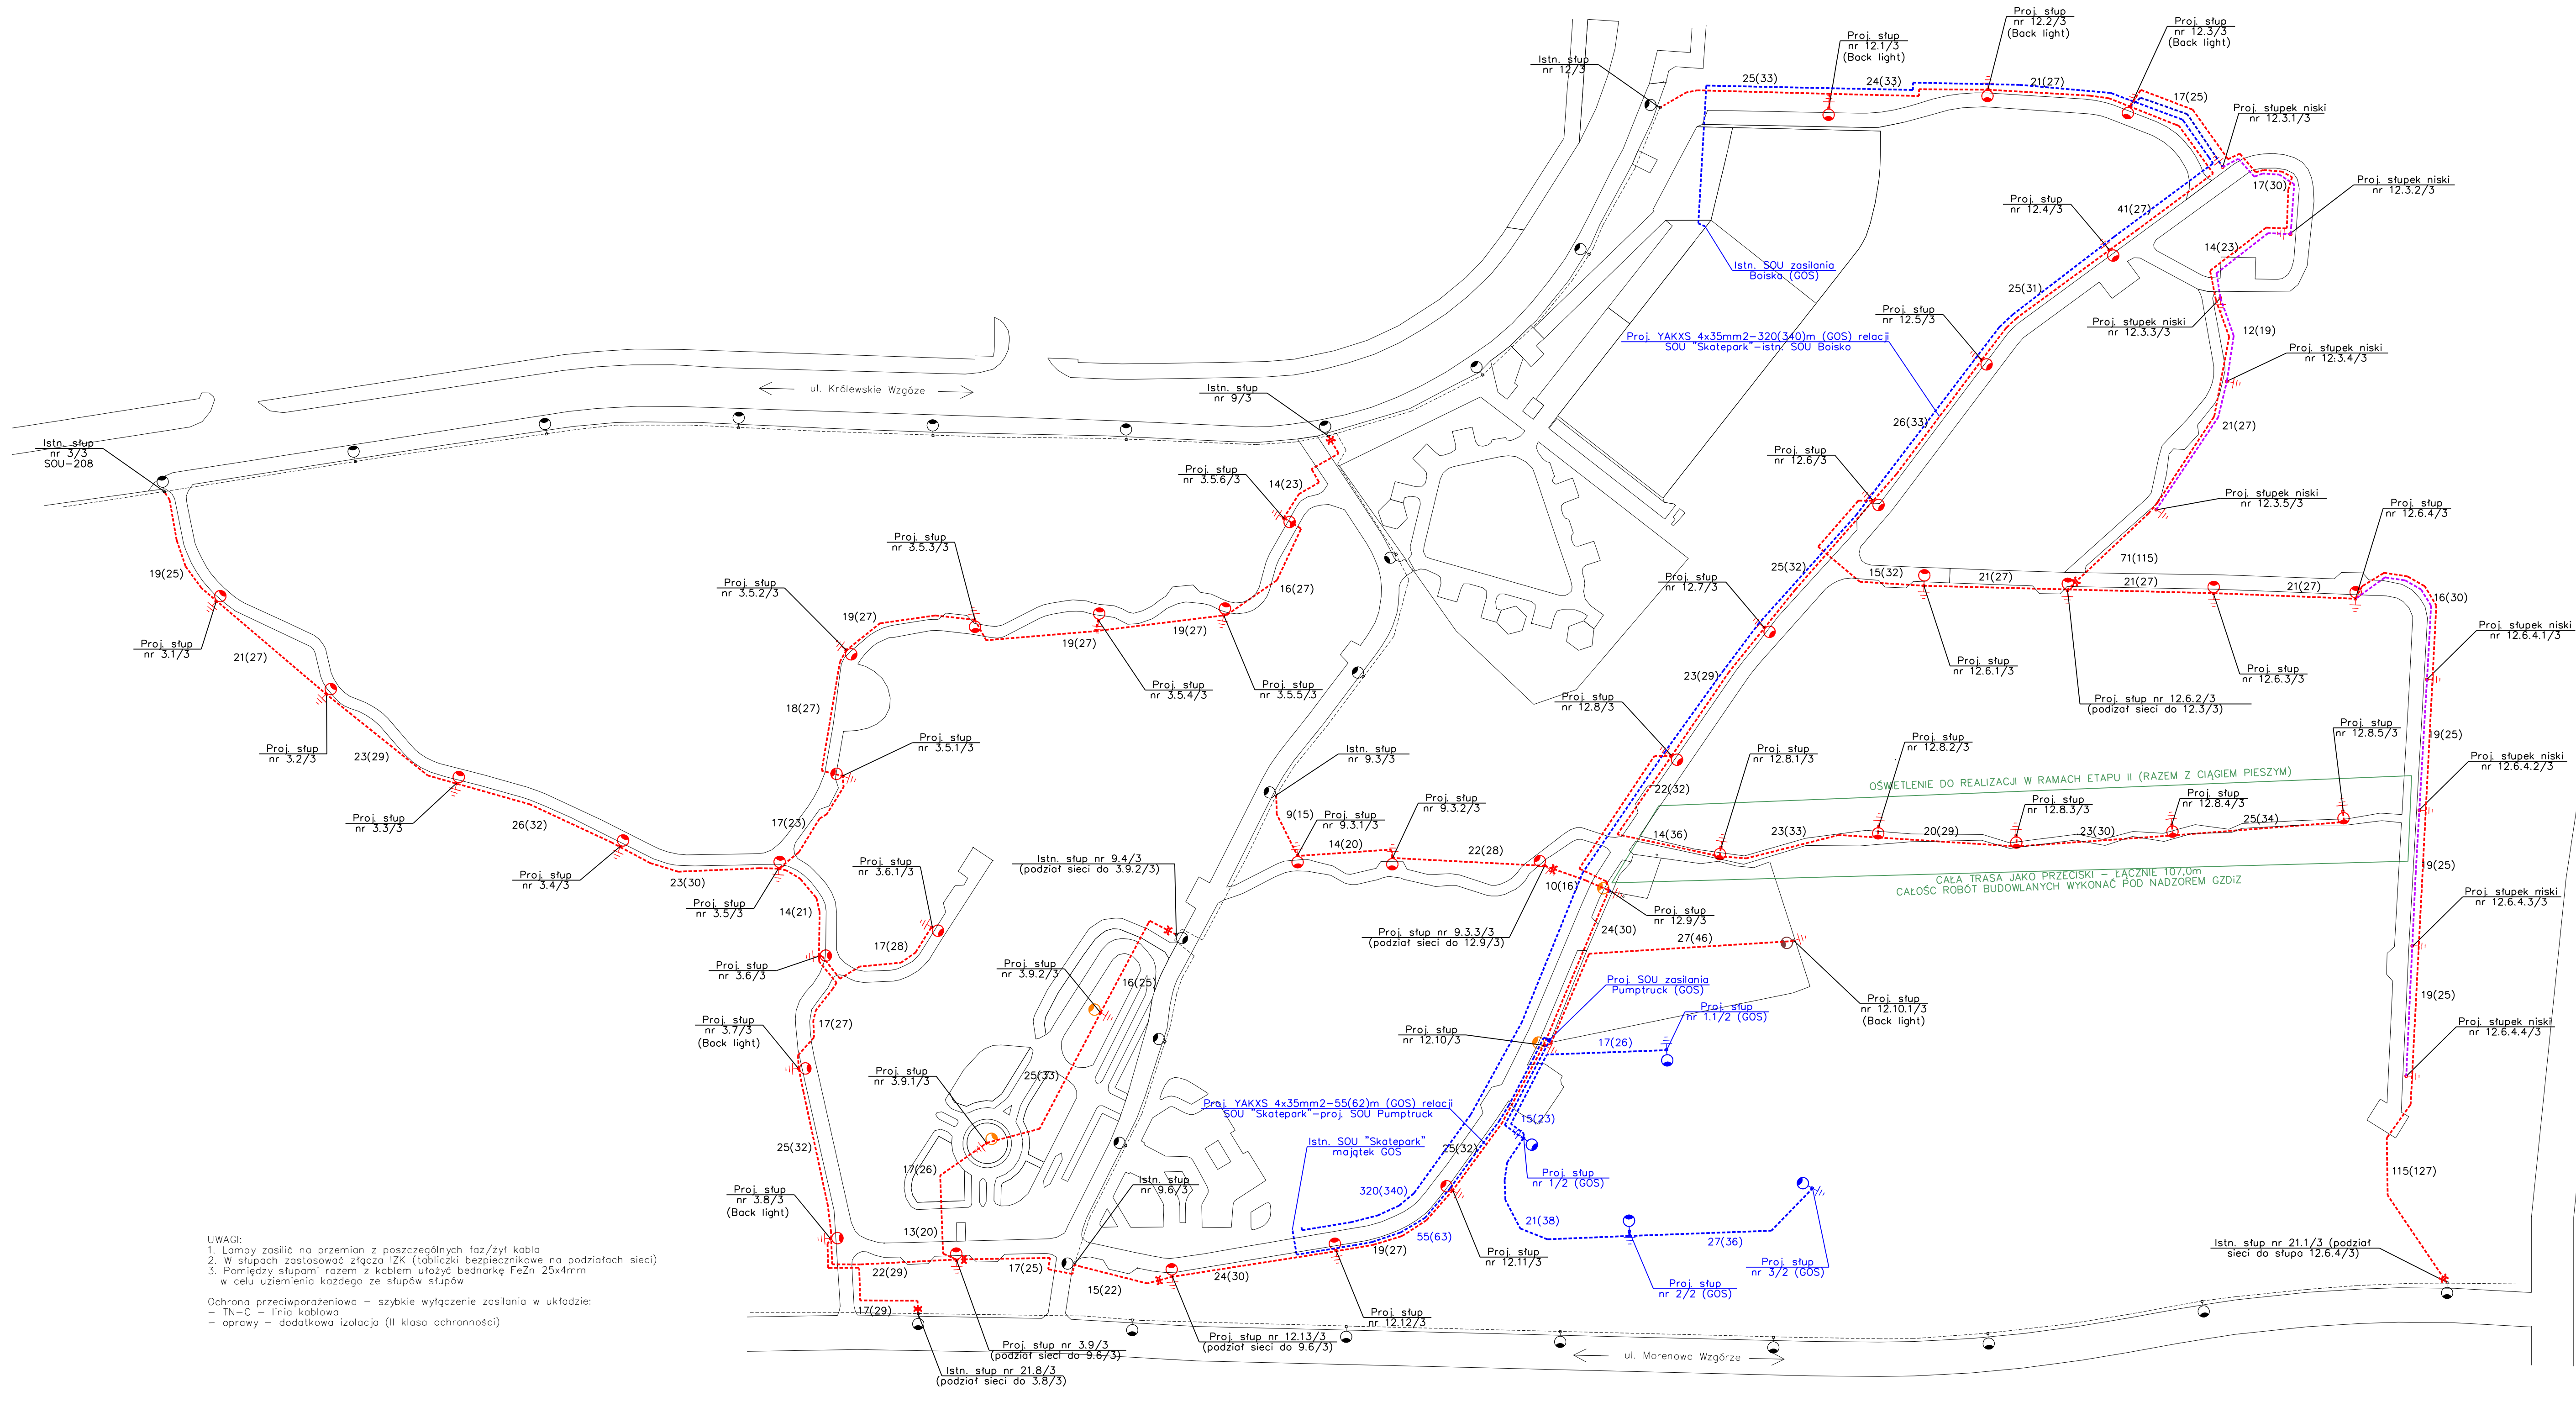 Proj. słup
nr 12.2/3
(Back light)
Proj. słup
nr 12.3/3
(Back light)
Proj. słup
nr 12.1/3
(Back light)
Istn. słup
nr 12/3
25(33)
24(33)
21(27)
17(25)
Proj. słupek niski
nr 12.3.1/3
17(30)
Proj. słupek niski
nr 12.3.2/3
Proj. słup
nr 12.4/3
41(27)
14(23)
Istn. SOU zasilania
Boiska (GOS)
25(31)
Proj. słup
nr 12.5/3
Proj. słupek niski
nr 12.3.3/3
12(19)
Proj. słupek niski
nr 12.3.4/3
Proj. YAKXS 4x35mm2-320(340)m (GOS) relacji
SOU "Skatepark"-istn. SOU Boisko
ul. Królewskie Wzgóze
Istn. słup
nr 9/3
26(33)
21(27)
Istn. słup
nr 3/3
SOU-208
Proj. słup
nr 12.6/3
Proj. słup
nr 3.5.6/3
14(23)
Proj. słupek niski
nr 12.3.5/3
Proj. słup
nr 12.6.4/3
Proj. słup
nr 3.5.3/3
19(25)
Proj. słup
nr 3.5.2/3
19(27)
16(27)
25(32)
Proj. słup
nr 12.7/3
15(32)
21(27)
71(115)
21(27)
21(27)
16(30)
19(27)
19(27)
Proj. słupek niski
nr 12.6.4.1/3
Proj. słup
nr 3.1/3
21(27)
Proj. słup
nr 3.5.4/3
Proj. słup
nr 3.5.5/3
Proj. słup
nr 12.6.1/3
Proj. słup
nr 12.6.3/3
23(29)
Proj. słup nr 12.6.2/3
(podizał sieci do 12.3/3)
18(27)
Proj. słup
nr 12.8/3
Proj. słup
nr 3.2/3
23(29)
Proj. słup
nr 3.5.1/3
Istn. słup
nr 9.3/3
Proj. słup
nr 12.8.1/3
Proj. słup
nr 12.8.2/3
Proj. słup
nr 12.8.5/3
19(25)
Proj. słupek niski
nr 12.6.4.2/3
OŚWETLENIE DO REALIZACJI W RAMACH ETAPU II (RAZEM Z CIĄGIEM PIESZYM)
22(32)
Proj. słup
nr 3.3/3
26(32)
17(23)
9(15)
Proj. słup
nr 9.3.1/3
Proj. słup
nr 9.3.2/3
14(20)
22(28)
14(36)
23(33)
20(29)
Proj. słup
nr 12.8.3/3
23(30)
Proj. słup
nr 12.8.4/3
25(34)
19(25)
Proj. słup
nr 3.4/3
23(30)
Proj. słup
nr 3.5/3
Proj. słup
nr 3.6.1/3
Istn. słup nr 9.4/3
(podział sieci do 3.9.2/3)
CAŁA TRASA JAKO PRZECISKI – ŁĄCZNIE 107,0m
CAŁOŚC ROBÓT BUDOWLANYCH WYKONAĆ POD NADZOREM GZDiZ
Proj. słupek niski
nr 12.6.4.3/3
14(21)
10(16)
Proj. słup
nr 12.9/3
Proj. słup nr 9.3.3/3
(podział sieci do 12.9/3)
24(30)
27(46)
Proj. słup
nr 3.6/3
17(28)
Proj. słup
nr 3.9.2/3
16(25)
Proj. SOU zasilania
Pumptruck (GOS)
Proj. słup
nr 1.1/2 (GOS)
Proj. słup
nr 12.10.1/3
(Back light)
19(25)
Proj. słupek niski
nr 12.6.4.4/3
Proj. słup
nr 3.7/3
(Back light)
17(27)
Proj. słup
nr 12.10/3
17(26)
Proj. słup
nr 3.9.1/3
25(33)
Proj. YAKXS 4x35mm2-55(62)m (GOS) relacji
SOU "Skatepark"-proj. SOU Pumptruck
15(23)
Istn. SOU "Skatepark"
majątek GOS
25(32)
25(32)
17(26)
Proj. słup
nr 1/2 (GOS)
115(127)
Proj. słup
nr 3.8/3
(Back light)
Istn. słup
nr 9.6/3
320(340)
21(38)
27(36)
55(63)
13(20)
UWAGI:
1. Lampy zasilić na przemian z poszczególnych faz/żył kabla
2. W słupach zastosować złącza IZK (tabliczki bezpiecznikowe na podziałach sieci)
3. Pomiędzy słupami razem z kablem ułożyć bednarkę FeZn 25x4mm
w celu uziemienia każdego ze słupów słupów
Ochrona przeciwporażeniowa – szybkie wyłączenie zasilania w układzie:
– TN-C – linia kablowa
– oprawy – dodatkowa izolacja (II klasa ochronności)
22(29)
17(25)
15(22)
24(30)
19(27)
Proj. słup
nr 12.11/3
Proj. słup
nr 2/2 (GOS)
Proj. słup
nr 3/2 (GOS)
Istn. słup nr 21.1/3 (podział
sieci do słupa 12.6.4/3)
17(29)
Proj. słup
nr 12.12/3
Proj. słup nr 12.13/3
(podział sieci do 9.6/3)
Proj. słup nr 3.9/3
(podział sieci do 9.6/3)
Istn. słup nr 21.8/3
(podział sieci do 3.8/3)
ul. Morenowe Wzgórze